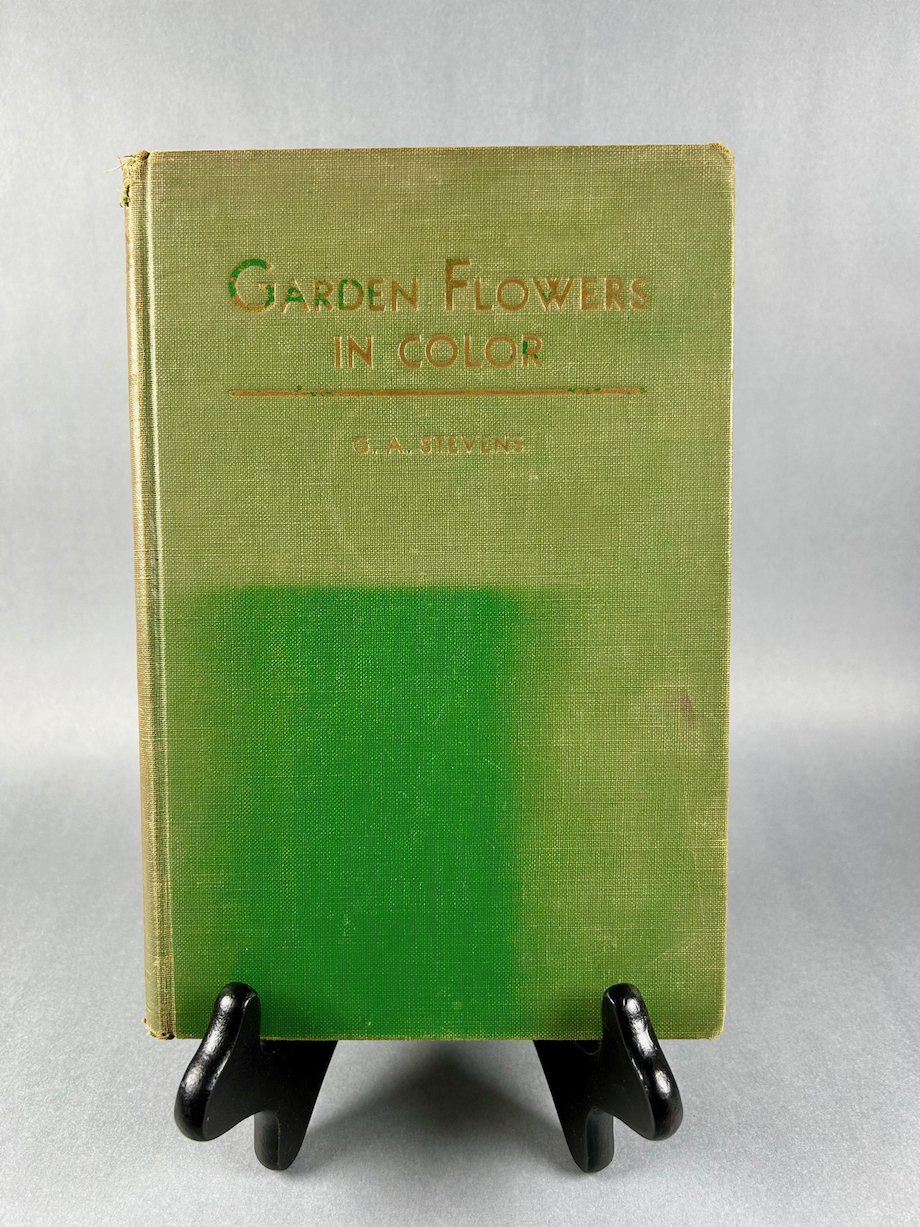 GARDEN FLOWERS
IN COLOR
G. A. STEVENS